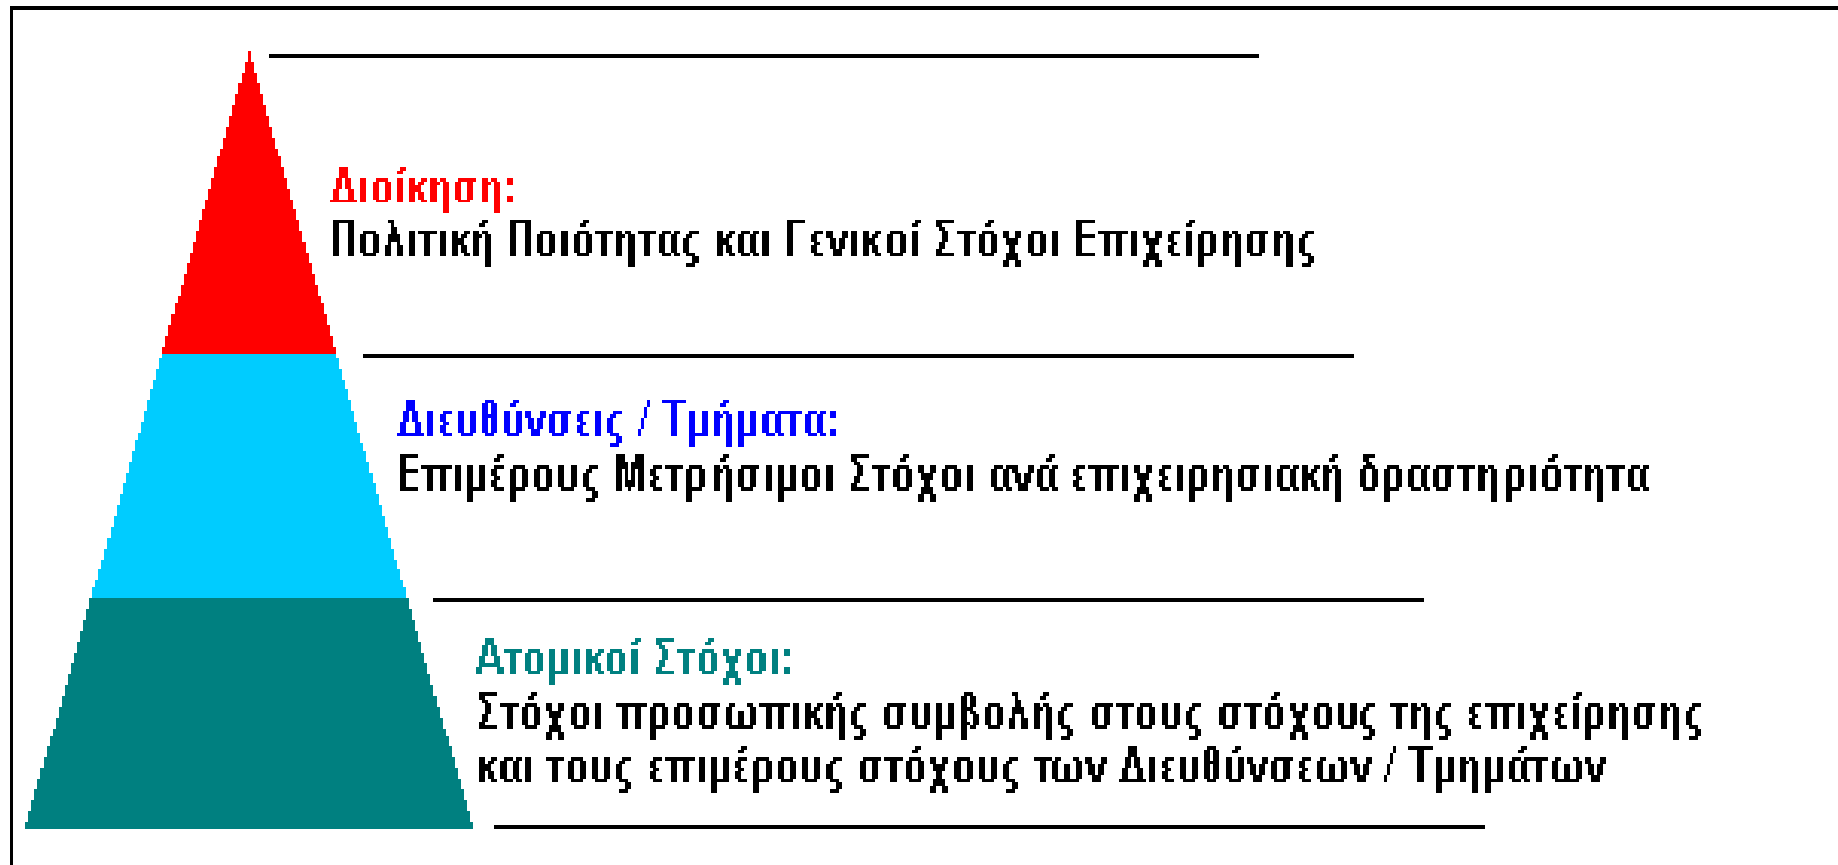 Διοίκηση:
Πολιτική Ποιότητας και Γενικοί Στόχοι Επιχείρησης
Διευθύνσεις / Τμήματα:
Επιμέρους Μετρήσιμοι Στόχοι ανά επιχειρησιακή δραστηριότητα
Ατομικοί Στόχοι:
Στόχοι προσωπικής συμβολής στους στόχους της επιχείρησης
και τους επιμέρους στόχους των Διευθύνσεων / Τμημάτων